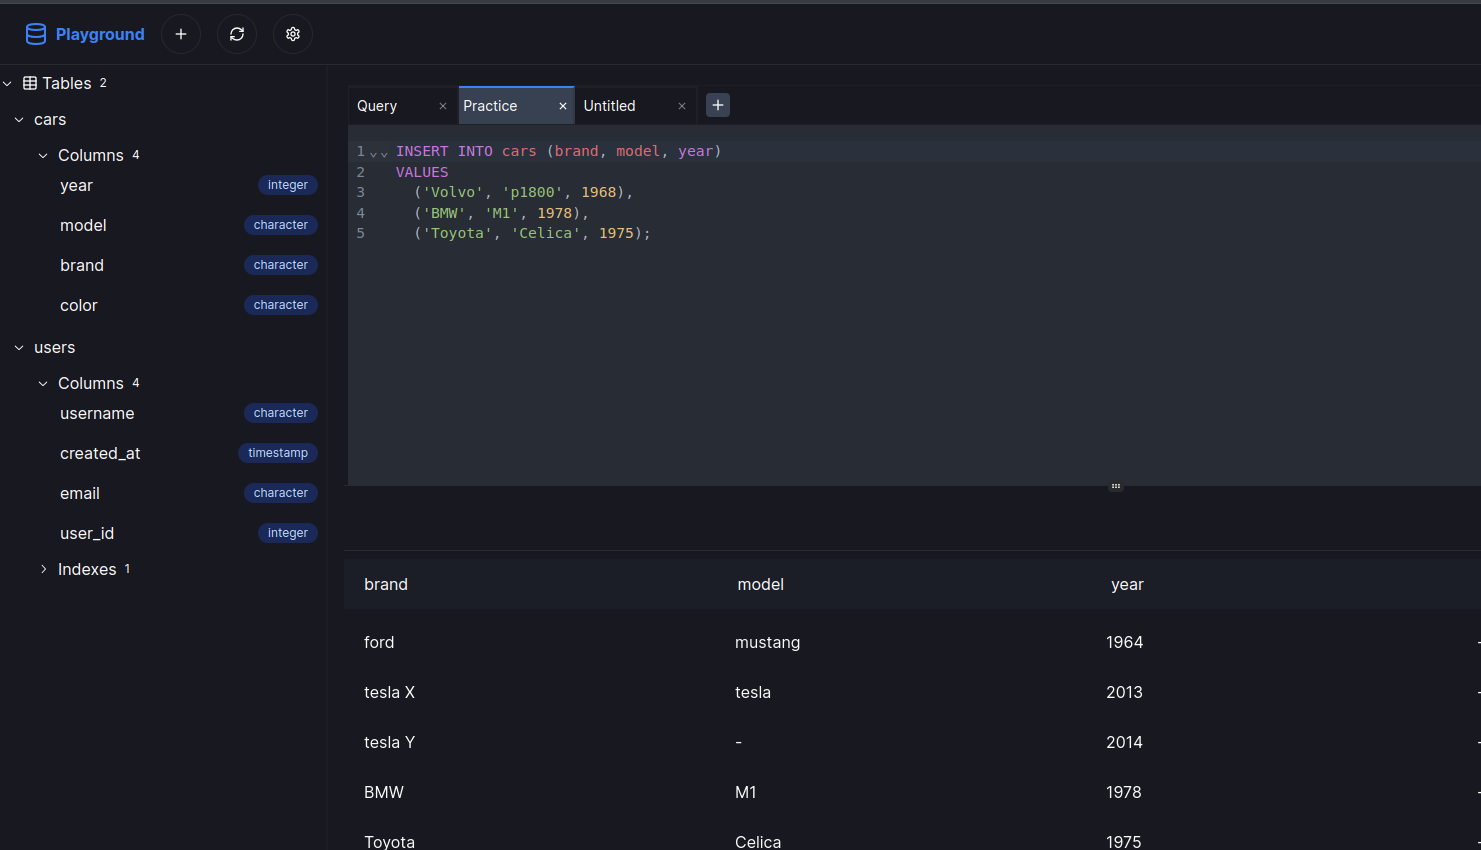 Playground
Tables 2
cars
Columns 4
year integer
model character
brand character
color character
users
Columns 4
username character
created_at timestamp
email character
user_id integer
Indexes 1
Query × Practice × Untitled × +
1 INSERT INTO cars (brand, model, year)
2 VALUES
3 ('Volvo', 'p1800', 1968),
4 ('BMW', 'M1', 1978),
5 ('Toyota', 'Celica', 1975);
brand model year
ford mustang 1964
tesla X tesla 2013
tesla Y - 2014
BMW M1 1978
Toyota Celica 1975